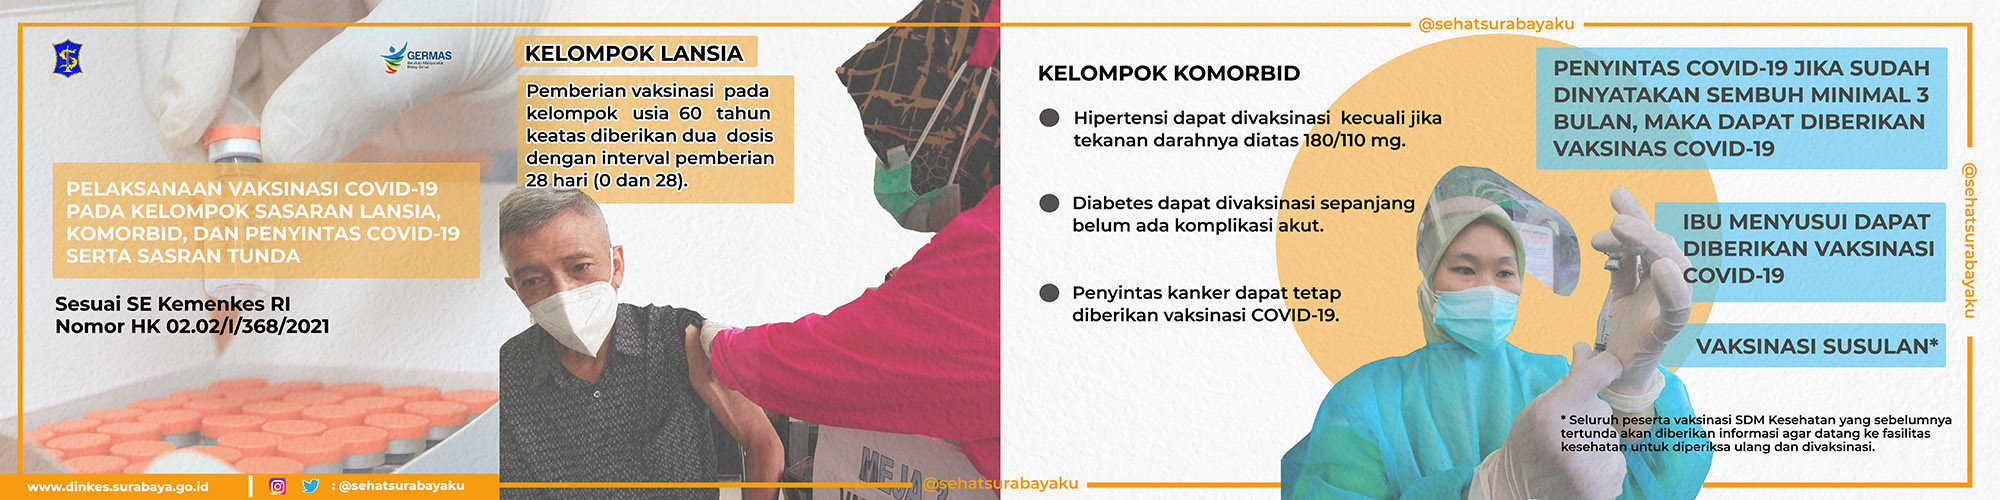 GERMAS
PELAKSANAAN VAKSINASI COVID-19
PADA KELOMPOK SASARAN LANSIA,
KOMORBID, DAN PENYINTAS COVID-19
SERTA SASRAN TUNDA
Sesuai SE Kemenkes RI
Nomor HK 02.02/I/368/2021
www.dinkes.surabaya.go.id
: @sehatsurabayaku
KELOMPOK LANSIA
Pemberian vaksinasi pada
kelompok usia 60 tahun
keatas diberikan dua dosis
dengan interval pemberian
28 hari (0 dan 28).
MEJA
@sehatsurabayaku
KELOMPOK KOMORBID
Hipertensi dapat divaksinasi kecuali jika
tekanan darahnya diatas 180/110 mg.
Diabetes dapat divaksinasi sepanjang
belum ada komplikasi akut.
Penyintas kanker dapat tetap
diberikan vaksinasi COVID-19.
@sehatsurabayaku
PENYINTAS COVID-19 JIKA SUDAH
DINYATAKAN SEMBUH MINIMAL 3
BULAN, MAKA DAPAT DIBERIKAN
VAKSINAS COVID-19
IBU MENYUSUI DAPAT
DIBERIKAN VAKSINASI
COVID-19
VAKSINASI SUSULAN*
* Seluruh peserta vaksinasi SDM Kesehatan yang sebelumnya
tertunda akan diberikan informasi agar datang ke fasilitas
kesehatan untuk diperiksa ulang dan divaksinasi.
@sehatsurabayaku